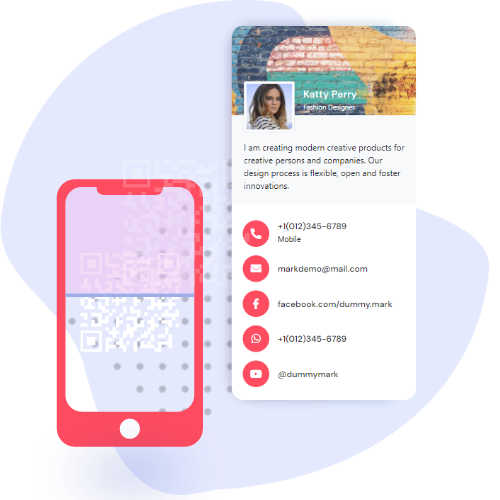 Katty Perry
Fashion Designer
I am creating modern creative products for
creative persons and companies. Our
design process is flexible, open and foster
innovations.
+1(012)345-6789
Mobile
markdemo@mail.com
facebook.com/dummy.mark
+1(012)345-6789
@dummymark